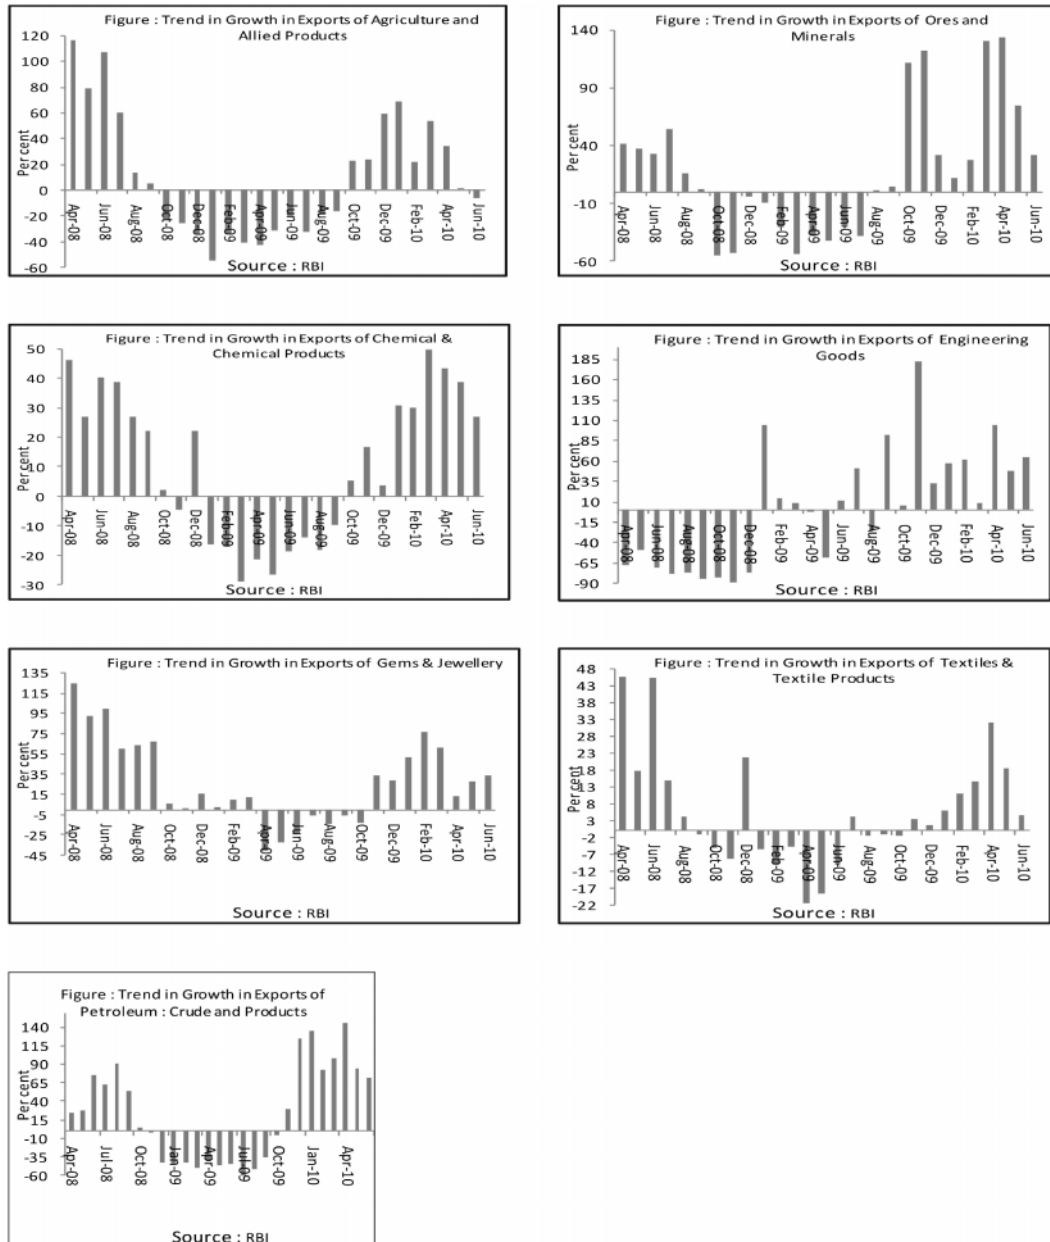 Figure : Trend in Growth in Exports of Agriculture and
Allied Products
120
100
80
60
40
20
0
-20
-40
-60
Per cent
Apr-08
Jun-08
Aug-08
Oct-08
Dec-08
Feb-09
Apr-09
Jun-09
Aug-09
Oct-09
Dec-09
Feb-10
Apr-10
Jun-10
Source : RBI
Figure : Trend in Growth in Exports of Ores and
Minerals
140
90
40
-10
-60
Per cent
Apr-08
Jun-08
Aug-08
Oct-08
Dec-08
Feb-09
Apr-09
Jun-09
Aug-09
Oct-09
Dec-09
Feb-10
Apr-10
Jun-10
Source : RBI
Figure : Trend in Growth in Exports of Chemical &
Chemical Products
50
40
30
20
10
0
-10
-20
-30
Per cent
Apr-08
Jun-08
Aug-08
Oct-08
Dec-08
Feb-09
Apr-09
Jun-09
Aug-09
Oct-09
Dec-09
Feb-10
Apr-10
Jun-10
Source : RBI
Figure : Trend in Growth in Exports of Engineering
Goods
185
160
135
110
85
60
35
10
-15
-40
-65
-90
Per cent
Apr-08
Jun-08
Aug-08
Oct-08
Dec-08
Feb-09
Apr-09
Jun-09
Aug-09
Oct-09
Dec-09
Feb-10
Apr-10
Jun-10
Source : RBI
Figure : Trend in Growth in Exports of Gems & Jewellery
135
115
95
75
55
35
15
-5
-25
-45
Per cent
Apr-08
Jun-08
Aug-08
Oct-08
Dec-08
Feb-09
Apr-09
Jun-09
Aug-09
Oct-09
Dec-09
Feb-10
Apr-10
Jun-10
Source : RBI
Figure : Trend in Growth in Exports of Textiles &
Textile Products
48
43
38
33
28
23
18
13
8
3
-2
-7
-12
-17
-22
Per cent
Apr-08
Jun-08
Aug-08
Oct-08
Dec-08
Feb-09
Apr-09
Jun-09
Aug-09
Oct-09
Dec-09
Feb-10
Apr-10
Jun-10
Source : RBI
Figure : Trend in Growth in Exports of
Petroleum : Crude and Products
140
115
90
65
40
15
-10
-35
-60
Per cent
Apr-08
Jul-08
Oct-08
Jan-09
Apr-09
Jul-09
Oct-09
Jan-10
Apr-10
Source : RBI